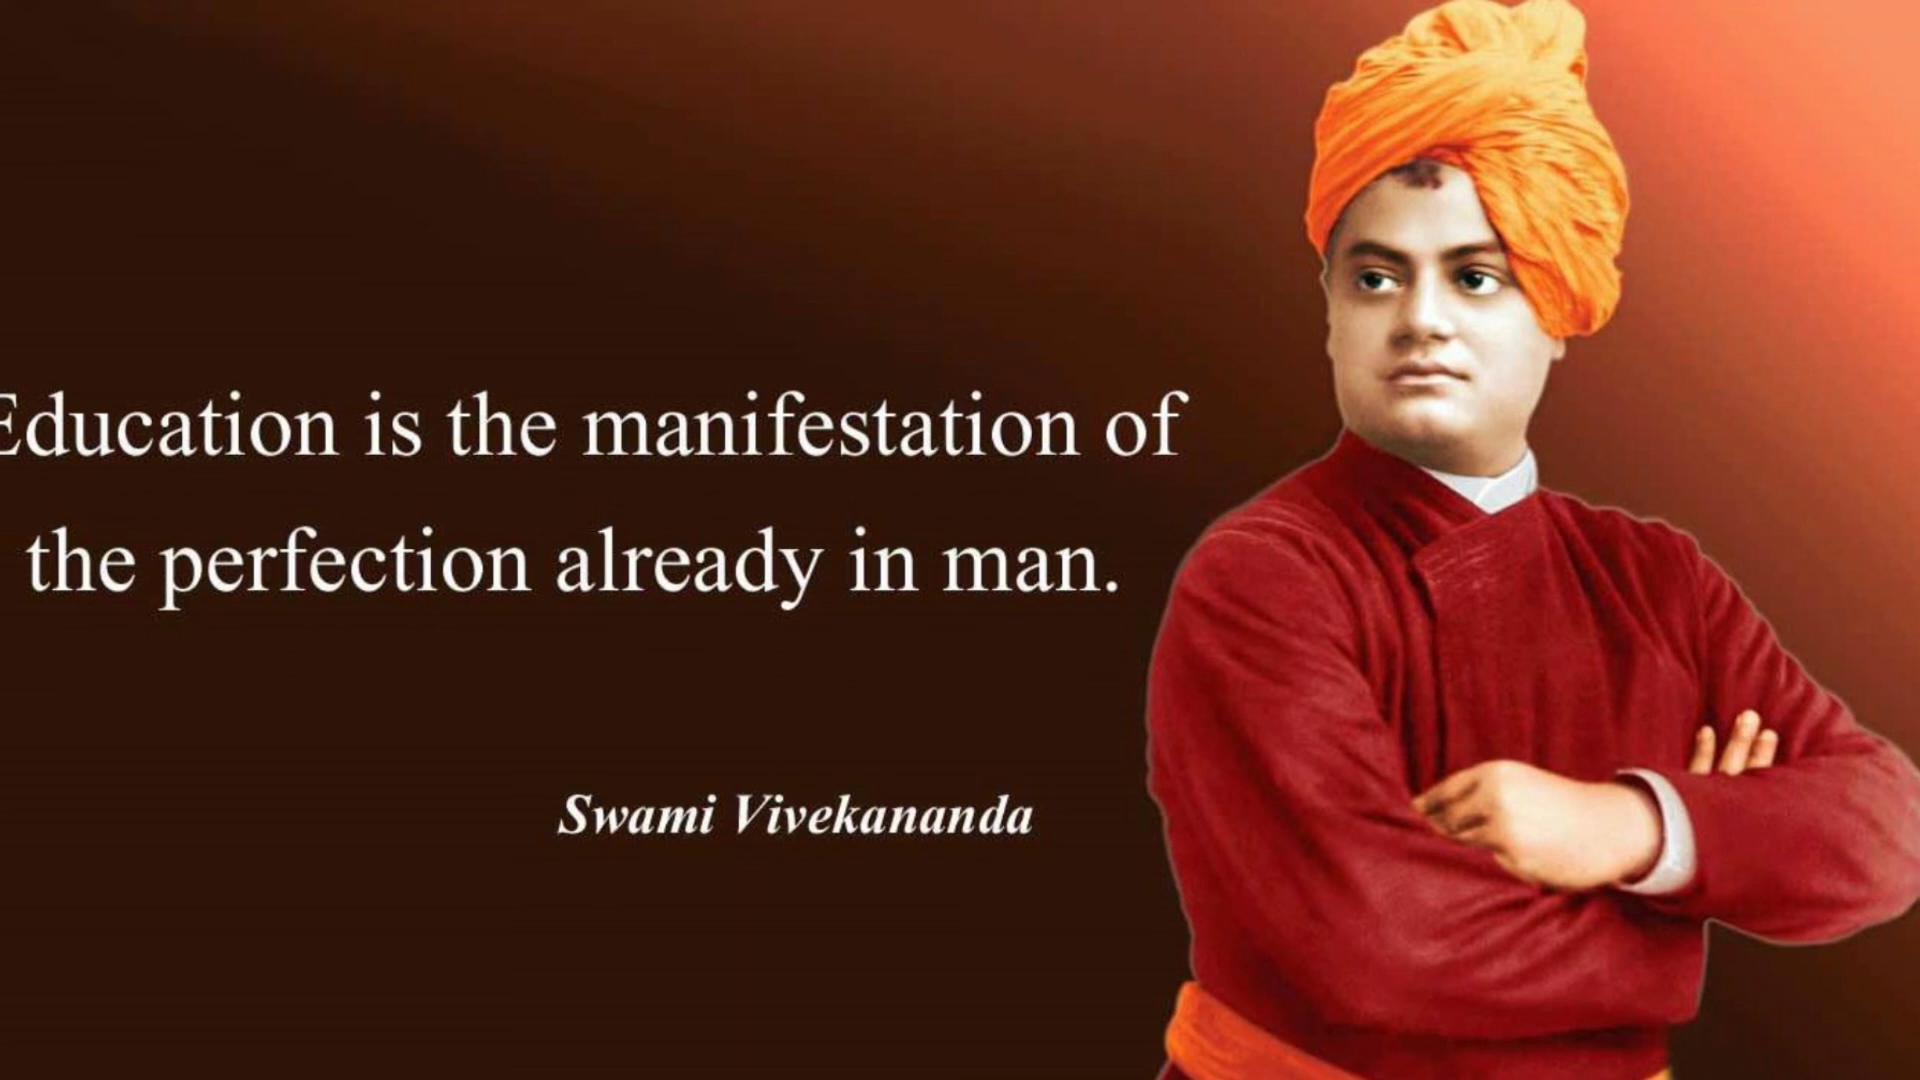 Education is the manifestation of
the perfection already in man.
Swami Vivekananda